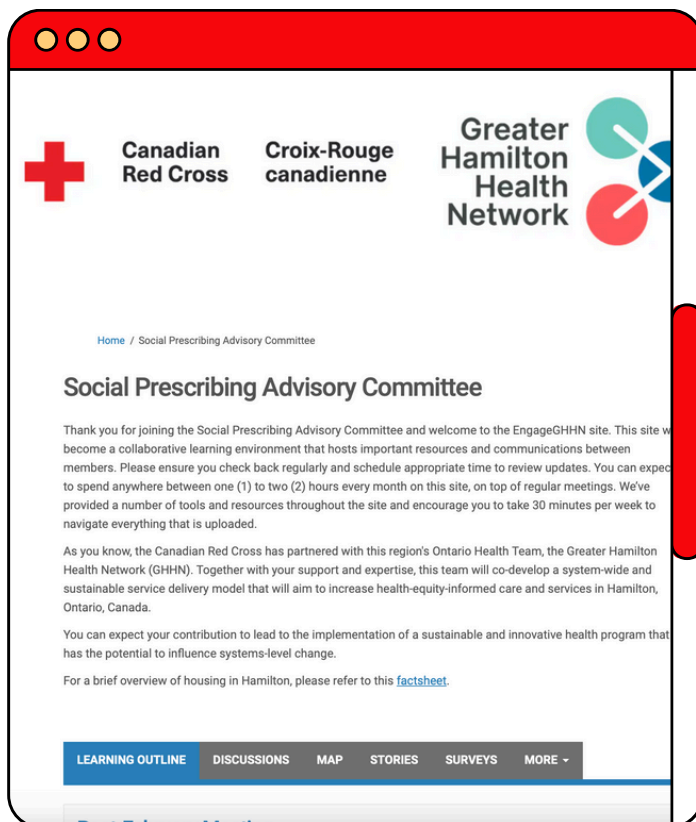 Canadian
Red Cross
Croix-Rouge
canadienne
Greater
Hamilton
Health
Network
Home / Social Prescribing Advisory Committee
Social Prescribing Advisory Committee
Thank you for joining the Social Prescribing Advisory Committee and welcome to the EngageGHHN site. This site w
become a collaborative learning environment that hosts important resources and communications between
members. Please ensure you check back regularly and schedule appropriate time to review updates. You can expec
to spend anywhere between one (1) to two (2) hours every month on this site, on top of regular meetings. We've
provided a number of tools and resources throughout the site and encourage you to take 30 minutes per week to
navigate everything that is uploaded.
As you know, the Canadian Red Cross has partnered with this region's Ontario Health Team, the Greater Hamilton
Health Network (GHHN). Together with your support and expertise, this team will co-develop a system-wide and
sustainable service delivery model that will aim to increase health-equity-informed care and services in Hamilton,
Ontario, Canada.
You can expect your contribution to lead to the implementation of a sustainable and innovative health program that
has the potential to influence systems-level change.
For a brief overview of housing in Hamilton, please refer to this factsheet.
LEARNING OUTLINE DISCUSSIONS MAP STORIES SURVEYS MORE